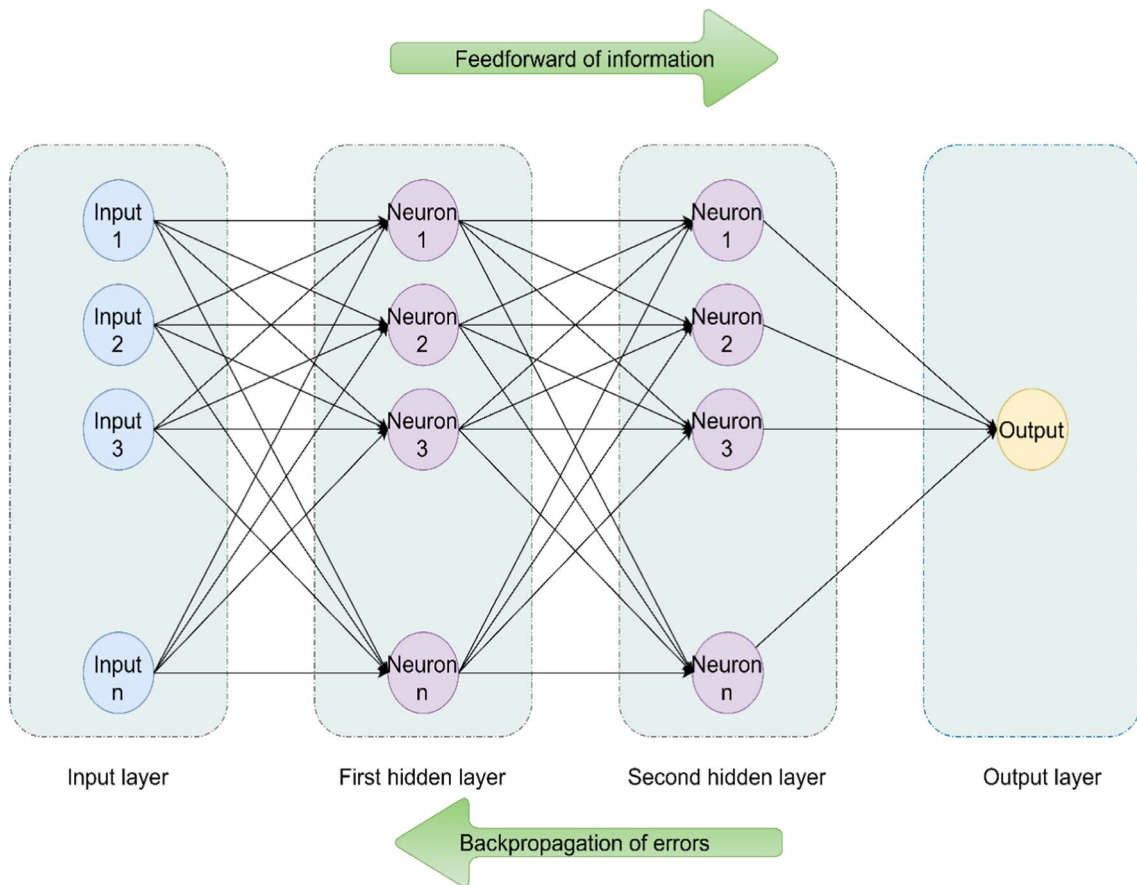 Feedforward of information
Input
1
Input
2
Input
3
Input
n
Neuron
1
Neuron
2
Neuron
3
Neuron
n
Neuron
1
Neuron
2
Neuron
3
Neuron
n
Output
Input layer
First hidden layer
Second hidden layer
Output layer
Backpropagation of errors